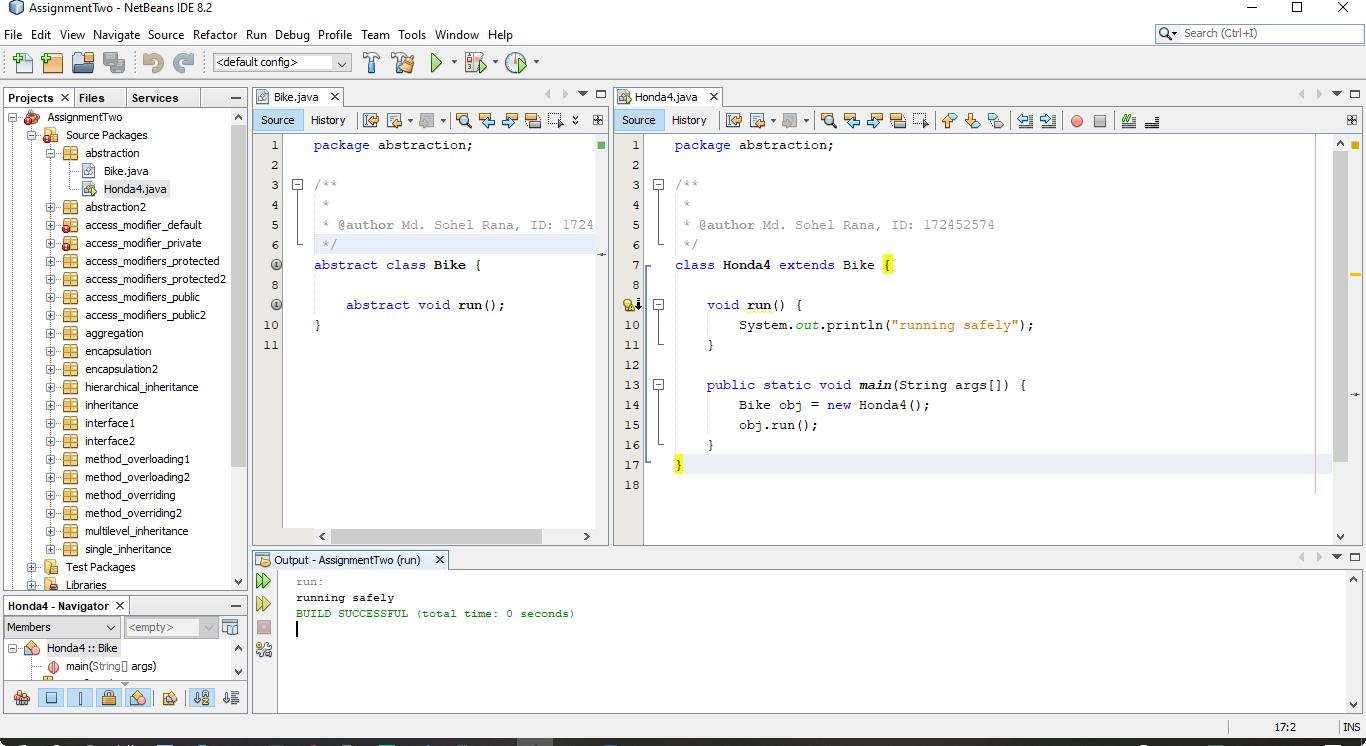 AssignmentTwo - NetBeans IDE 8.2
File Edit View Navigate Source Refactor Run Debug Profile Team Tools Window Help
Search (Ctrl+I)
<default config>
Projects Files Services
AssignmentTwo
Source Packages
abstraction
Bike.java
Honda4.java
abstraction2
access_modifier_default
access_modifier_private
access_modifiers_protected
access_modifiers_protected2
access_modifiers_public
access_modifiers_public2
aggregation
encapsulation
encapsulation2
hierarchical_inheritance
inheritance
interface1
interface2
method_overloading1
method_overloading2
method_overriding
method_overriding2
multilevel_inheritance
single_inheritance
Test Packages
Libraries
Honda4 - Navigator
Members <empty>
Honda4 :: Bike
main(String[] args)
Bike.java
Source History
1 package abstraction;
2
3 /**
4 *
5 * @author Md. Sohel Rana, ID: 1724
6 */
abstract class Bike {
8
abstract void run();
10 }
11
Honda4.java
Source History
1 package abstraction;
2
3 /**
4 *
5 * @author Md. Sohel Rana, ID: 172452574
6 */
7 class Honda4 extends Bike {
8
void run() {
10 System.out.println("running safely");
11 }
12
13 public static void main(String args[]) {
14 Bike obj = new Honda4();
15 obj.run();
16 }
17 }
18
Output - AssignmentTwo (run)
run:
running safely
BUILD SUCCESSFUL (total time: 0 seconds)
17:2 INS